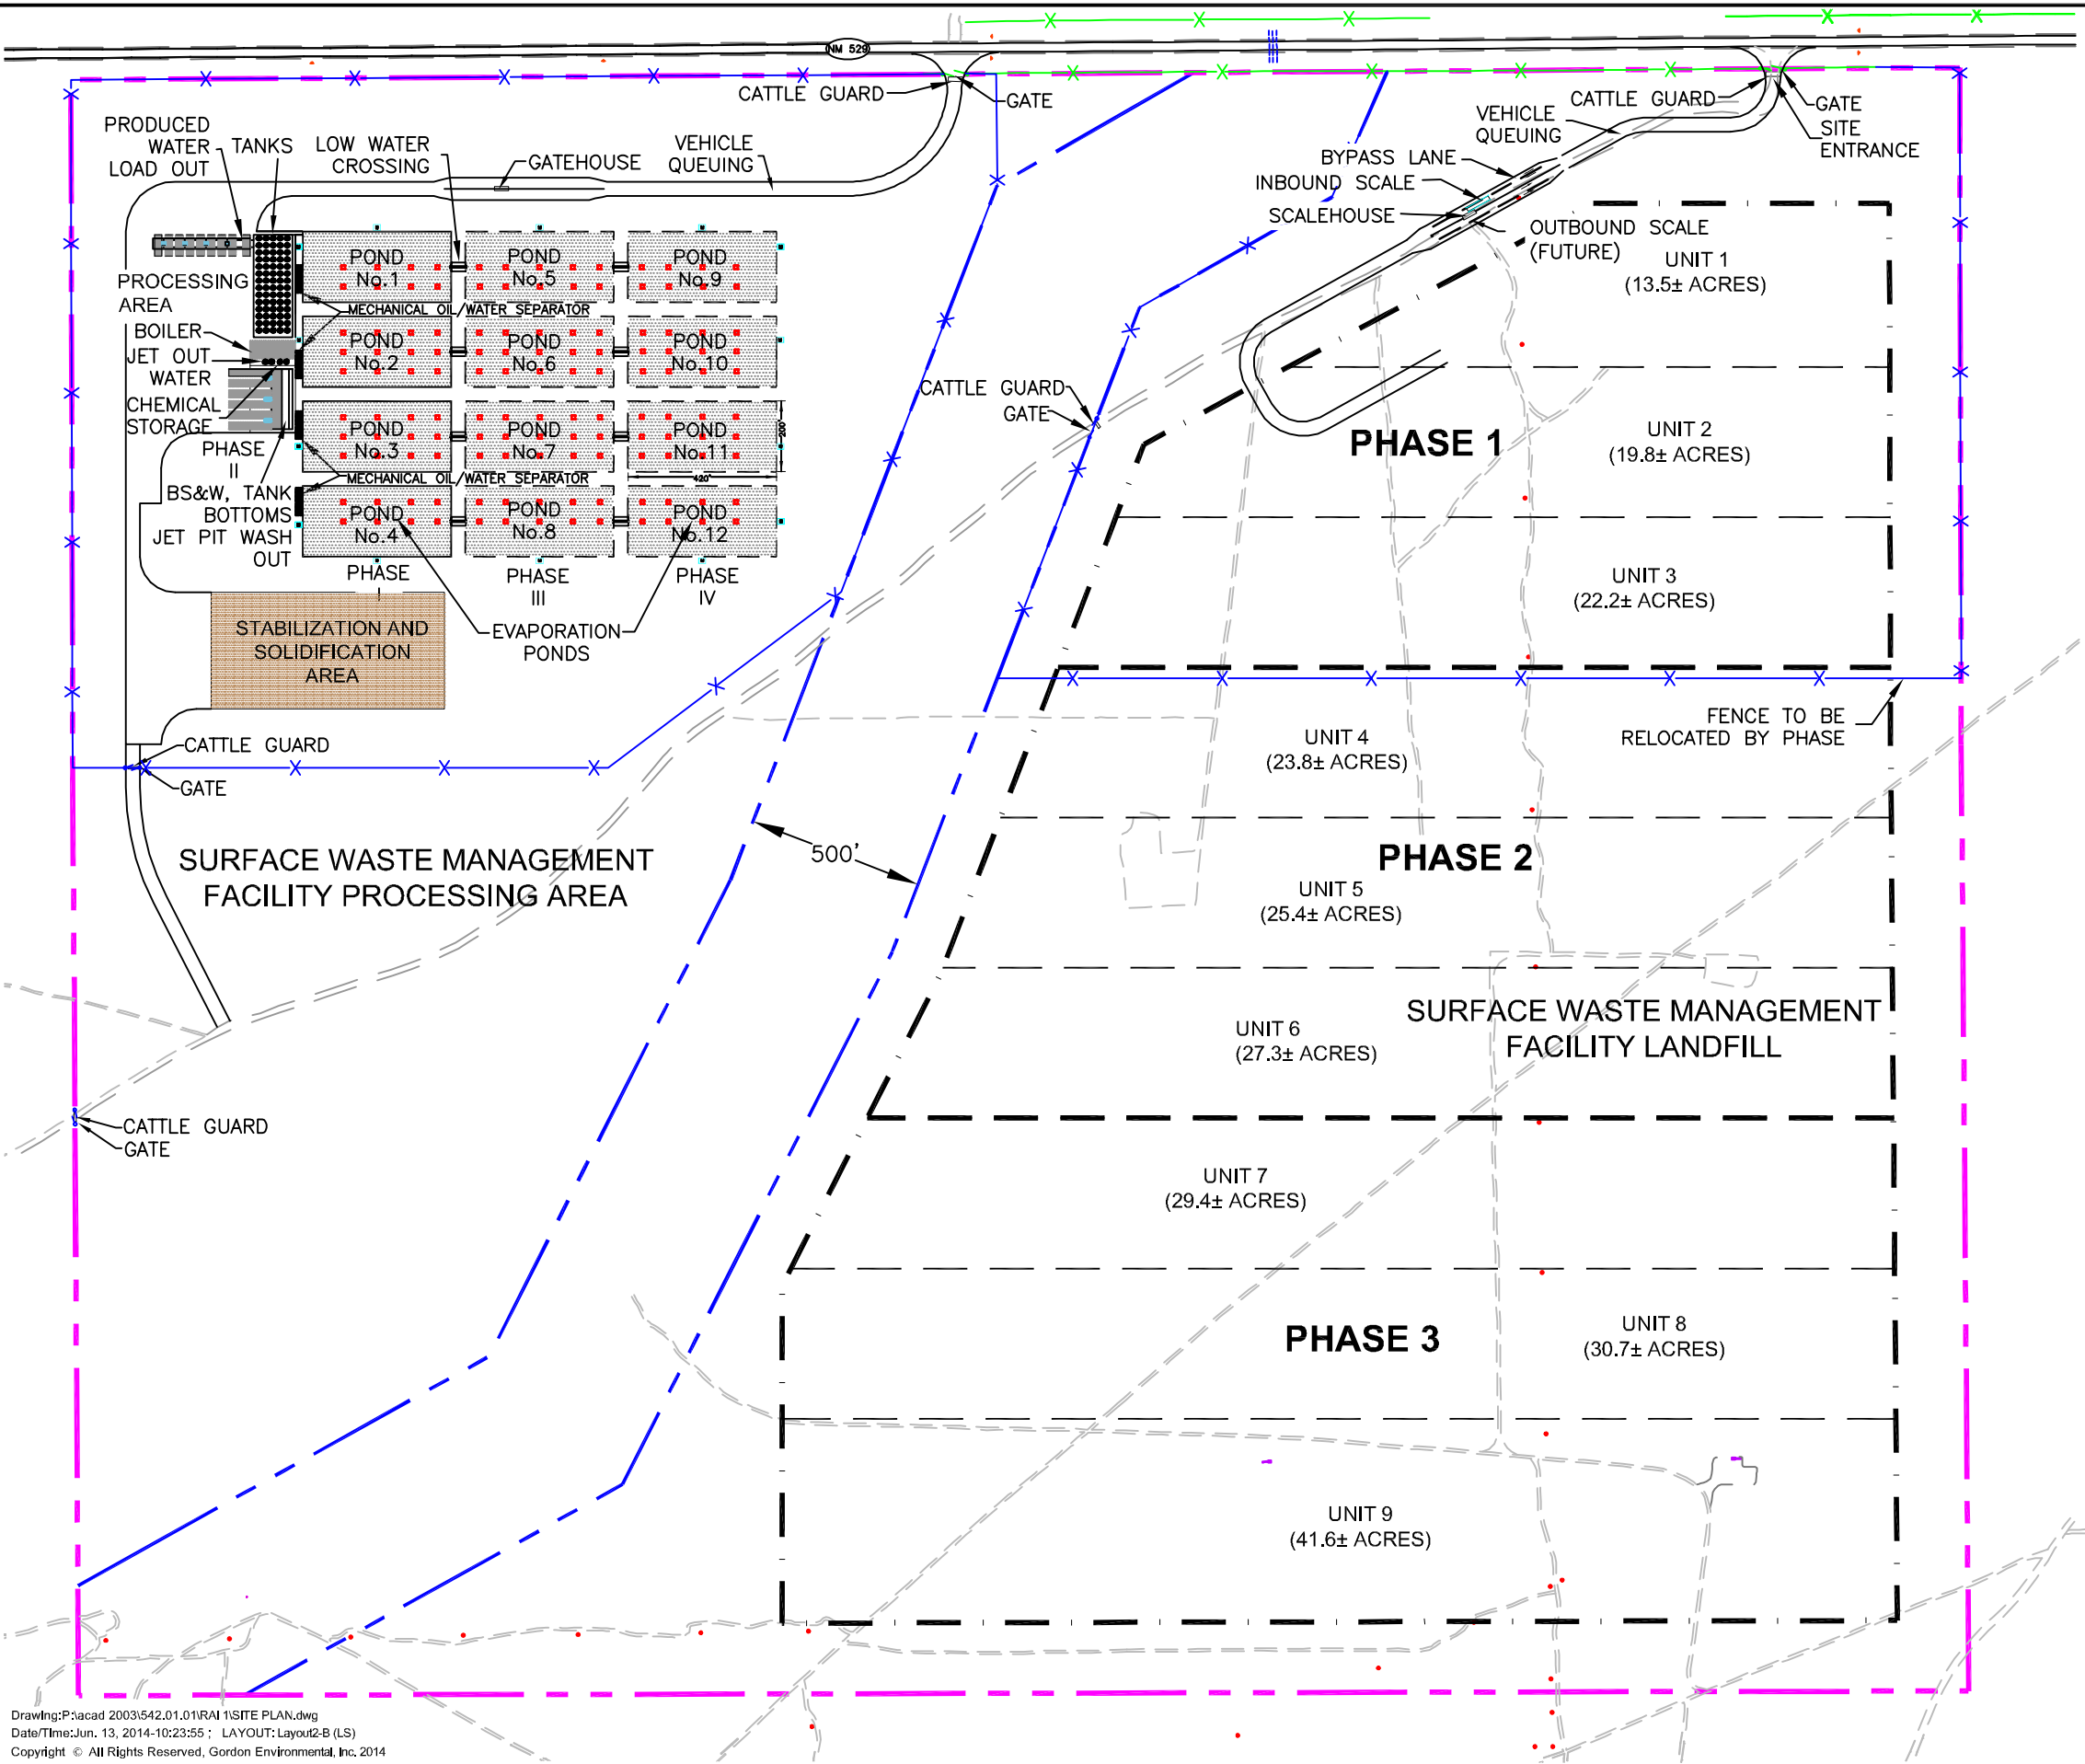 NM 529
CATTLE GUARD
GATE
CATTLE GUARD
GATE
SITE
ENTRANCE
VEHICLE
QUEUING
PRODUCED
WATER
LOAD OUT
TANKS
LOW WATER
CROSSING
GATEHOUSE
VEHICLE
QUEUING
BYPASS LANE
INBOUND SCALE
SCALEHOUSE
OUTBOUND SCALE
(FUTURE)
UNIT 1
(13.5± ACRES)
POND
No.1
POND
No.5
POND
No.9
PROCESSING
AREA
MECHANICAL OIL/WATER SEPARATOR
BOILER
JET OUT
WATER
POND
No.2
POND
No.6
POND
No.10
CHEMICAL
STORAGE
CATTLE GUARD
GATE
PHASE 1
UNIT 2
(19.8± ACRES)
POND
No.3
POND
No.7
POND
No.11
200'
420'
PHASE
II
MECHANICAL OIL/WATER SEPARATOR
BS&W, TANK
BOTTOMS
JET PIT WASH
OUT
POND
No.4
POND
No.8
POND
No.12
PHASE
I
PHASE
III
PHASE
IV
UNIT 3
(22.2± ACRES)
STABILIZATION AND
SOLIDIFICATION
AREA
EVAPORATION
PONDS
FENCE TO BE
RELOCATED BY PHASE
UNIT 4
(23.8± ACRES)
CATTLE GUARD
GATE
500'
SURFACE WASTE MANAGEMENT
FACILITY PROCESSING AREA
PHASE 2
UNIT 5
(25.4± ACRES)
SURFACE WASTE MANAGEMENT
FACILITY LANDFILL
UNIT 6
(27.3± ACRES)
CATTLE GUARD
GATE
UNIT 7
(29.4± ACRES)
PHASE 3
UNIT 8
(30.7± ACRES)
UNIT 9
(41.6± ACRES)
Drawing:P:\acad 2003\542.01.01\RAI 1\SITE PLAN.dwg
Date/Time:Jun. 13, 2014-10:23:55 ; LAYOUT: Layout2-B (LS)
Copyright © All Rights Reserved, Gordon Environmental, Inc. 2014